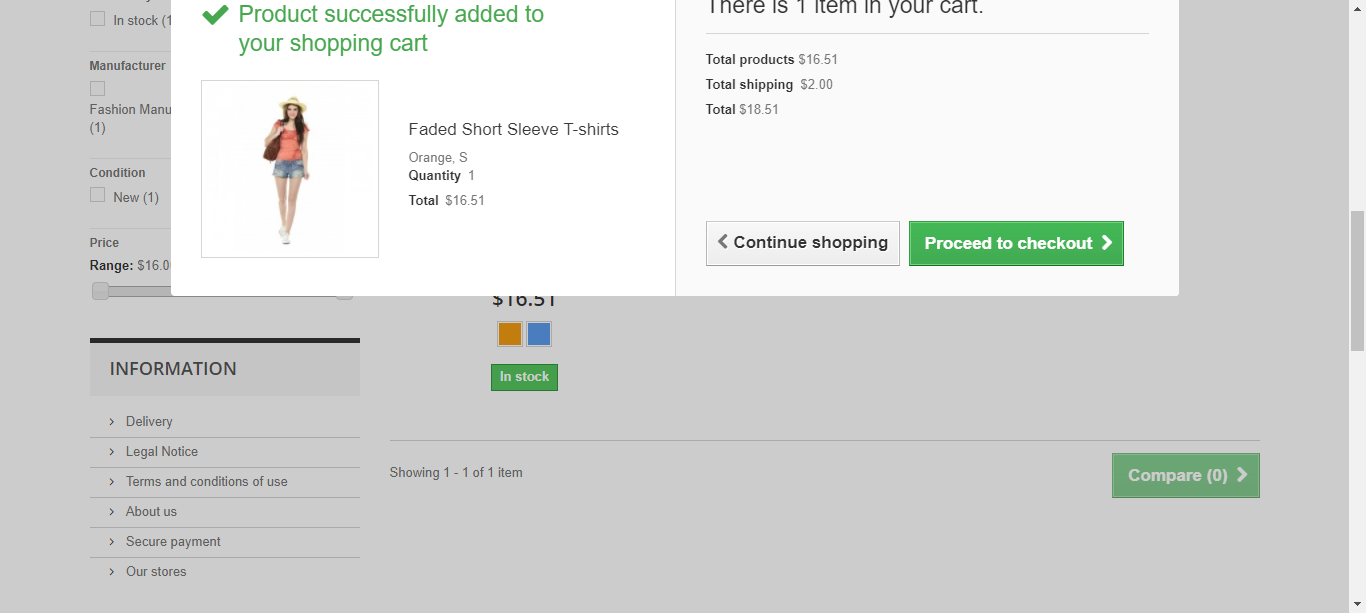 In stock (1
Manufacturer
Fashion Manu
(1)
Condition
New (1)
Price
Range: $16.0
INFORMATION
Delivery
Legal Notice
Terms and conditions of use
About us
Secure payment
Our stores
Product successfully added to
your shopping cart
Faded Short Sleeve T-shirts
Orange, S
Quantity 1
Total $16.51
There is 1 item in your cart.
Total products $16.51
Total shipping $2.00
Total $18.51
Continue shopping
Proceed to checkout
$16.51
In stock
Showing 1 - 1 of 1 item
Compare (0)